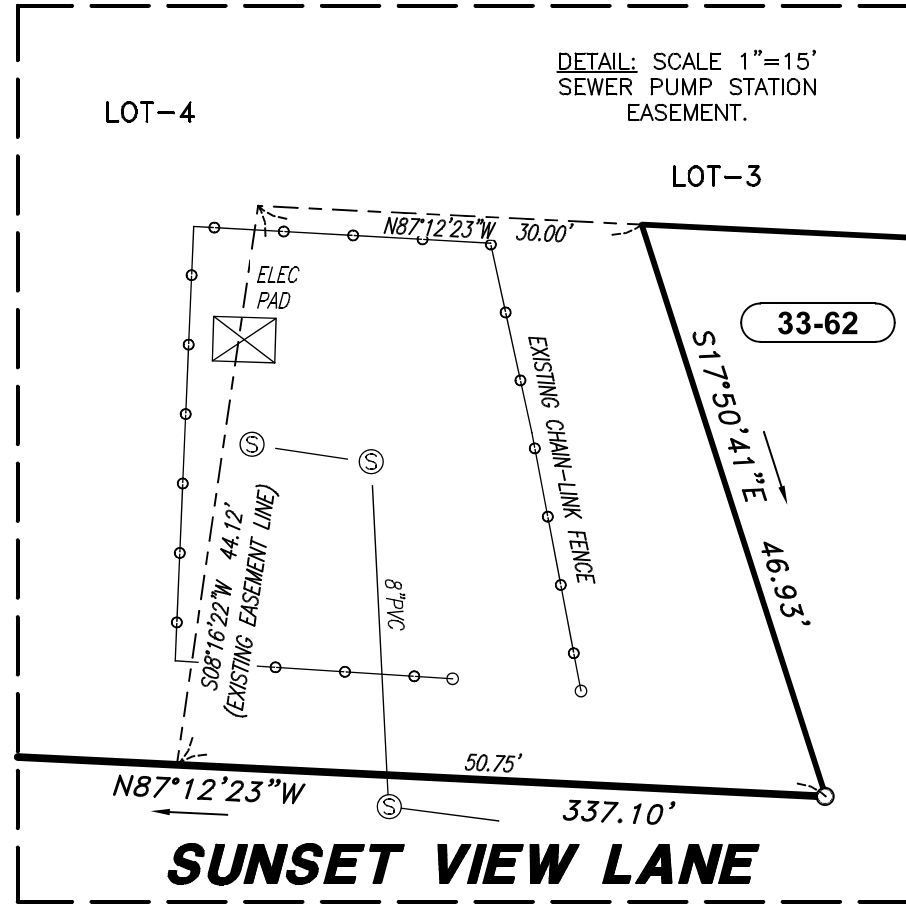 DETAIL: SCALE 1"=15'
SEWER PUMP STATION
EASEMENT.
LOT-4
LOT-3
N87°12'23"W 30.00'
ELEC
PAD
33-62
S17°50'41"E 46.93'
EXISTING CHAIN-LINK FENCE
S
S
S08°16'22"W 44.12'
(EXISTING EASEMENT LINE)
8"PVC
50.75'
N87°12'23"W
S
337.10'
SUNSET VIEW LANE